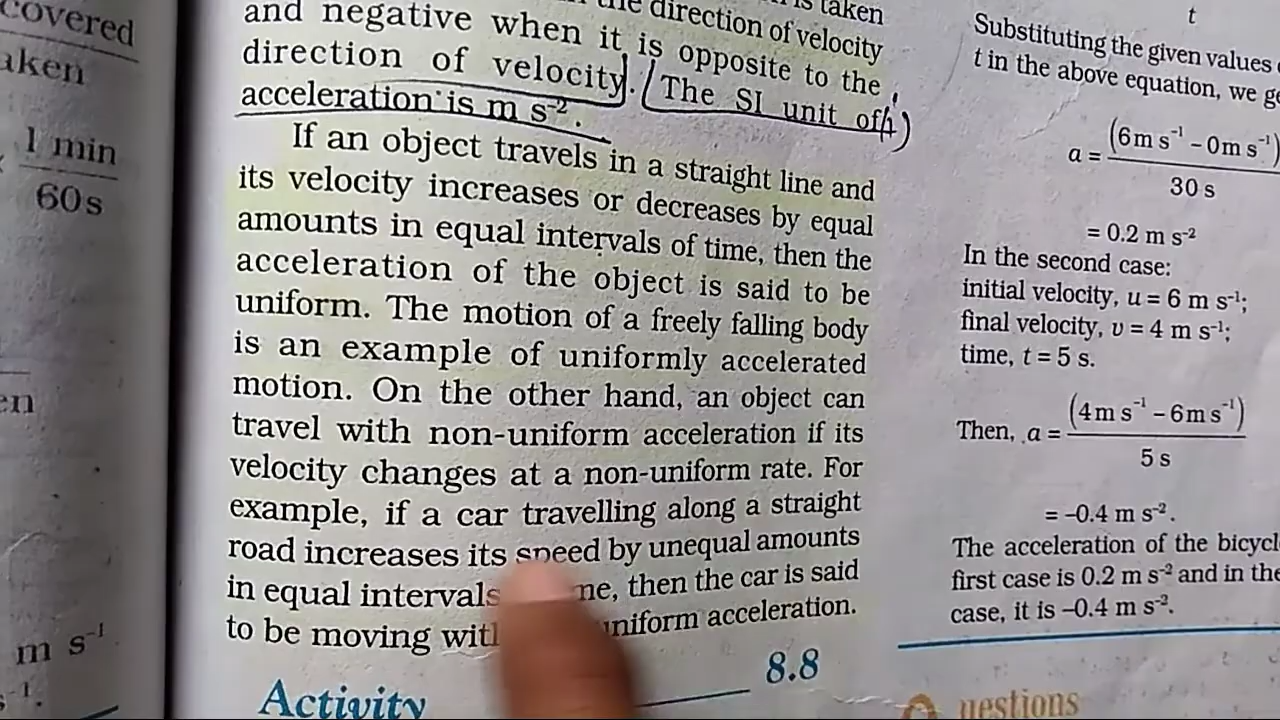 covered
aken
1 min
60s
en
m s⁻¹
s⁻¹.
is taken
the direction of velocity
and negative when it is opposite to the
direction of velocity. (The SI unit of
acceleration is m s⁻².)
If an object travels in a straight line and
its velocity increases or decreases by equal
amounts in equal intervals of time, then the
acceleration of the object is said to be
uniform. The motion of a freely falling body
is an example of uniformly accelerated
motion. On the other hand, an object can
travel with non-uniform acceleration if its
velocity changes at a non-uniform rate. For
example, if a car travelling along a straight
road increases its speed by unequal amounts
in equal intervals me, then the car is said
to be moving with uniform acceleration.
Activity 8.8
t
Substituting the given values
t in the above equation, we ge
a = (6 m s⁻¹ – 0 m s⁻¹)
30 s
= 0.2 m s⁻²
In the second case:
initial velocity, u = 6 m s⁻¹;
final velocity, v = 4 m s⁻¹;
time, t = 5 s.
Then, a = (4 m s⁻¹ – 6 m s⁻¹)
5 s
= –0.4 m s⁻².
The acceleration of the bicycl
first case is 0.2 m s⁻² and in the
case, it is –0.4 m s⁻².
uestions